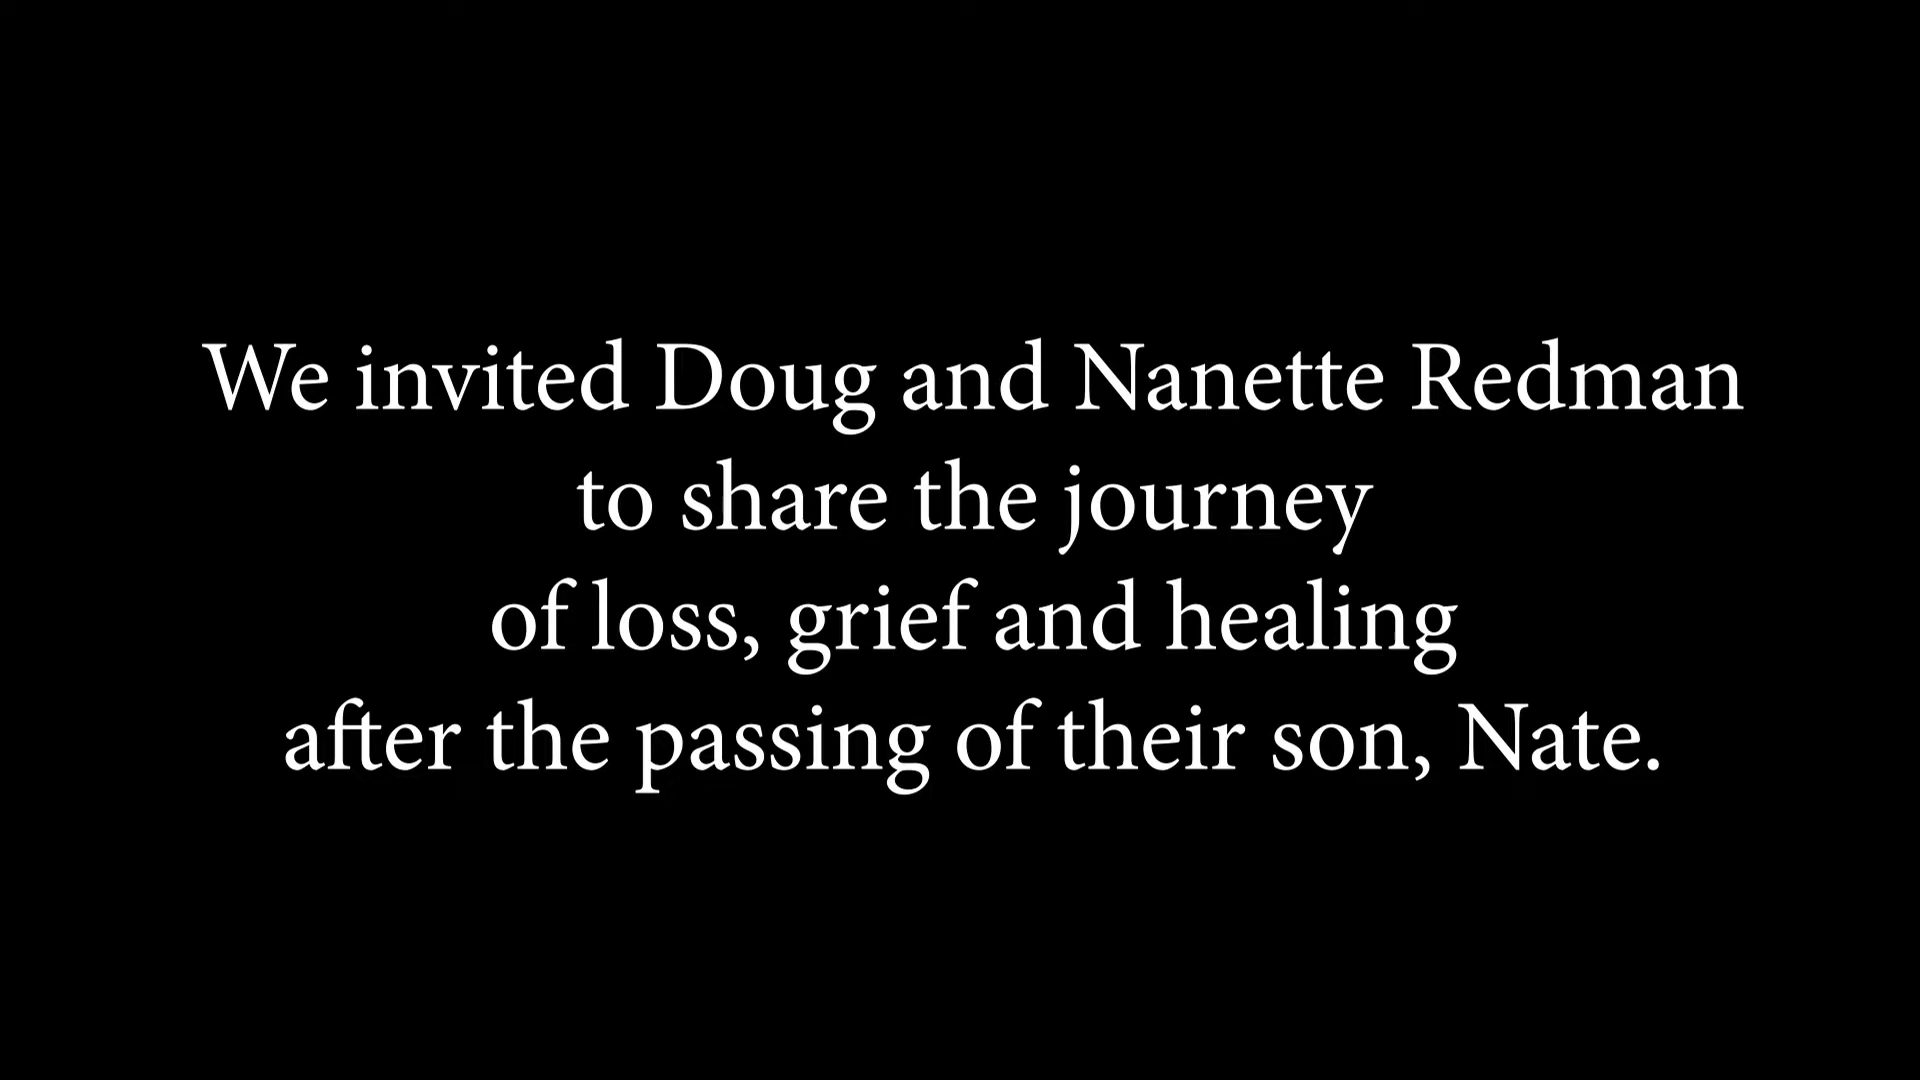 We invited Doug and Nanette Redman
to share the journey
of loss, grief and healing
after the passing of their son, Nate.